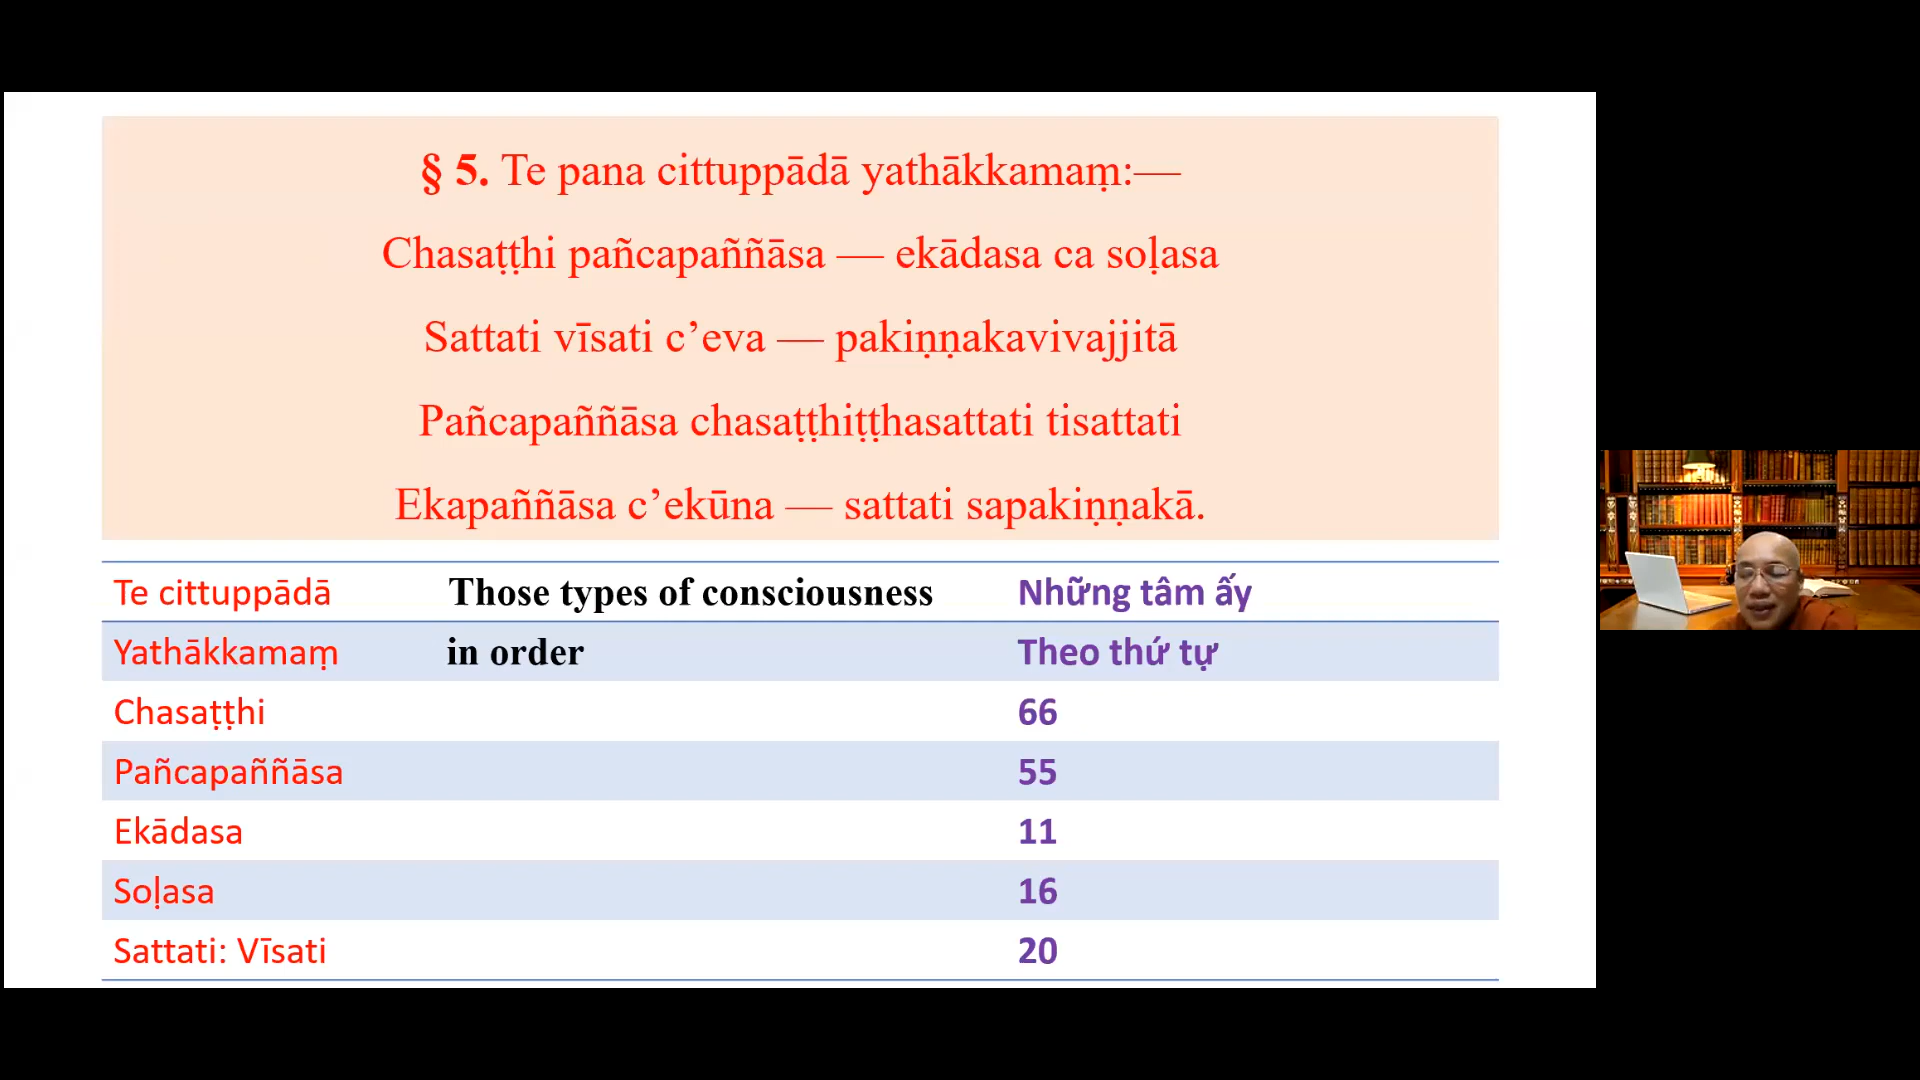 § 5. Te pana cittuppādā yathākkamaṃ:—
Chasaṭṭhi pañcapaññāsa — ekādasa ca soḷasa
Sattati vīsati c’eva — pakiṇṇakavivajjitā
Pañcapaññāsa chasaṭṭhiṭṭhasattati tisattati
Ekapaññāsa c’ekūna — sattati sapakiṇṇakā.
Te cittuppādā Those types of consciousness Những tâm ấy
Yathākkamaṃ in order Theo thứ tự
Chasaṭṭhi 66
Pañcapaññāsa 55
Ekādasa 11
Soḷasa 16
Sattati: Vīsati 20